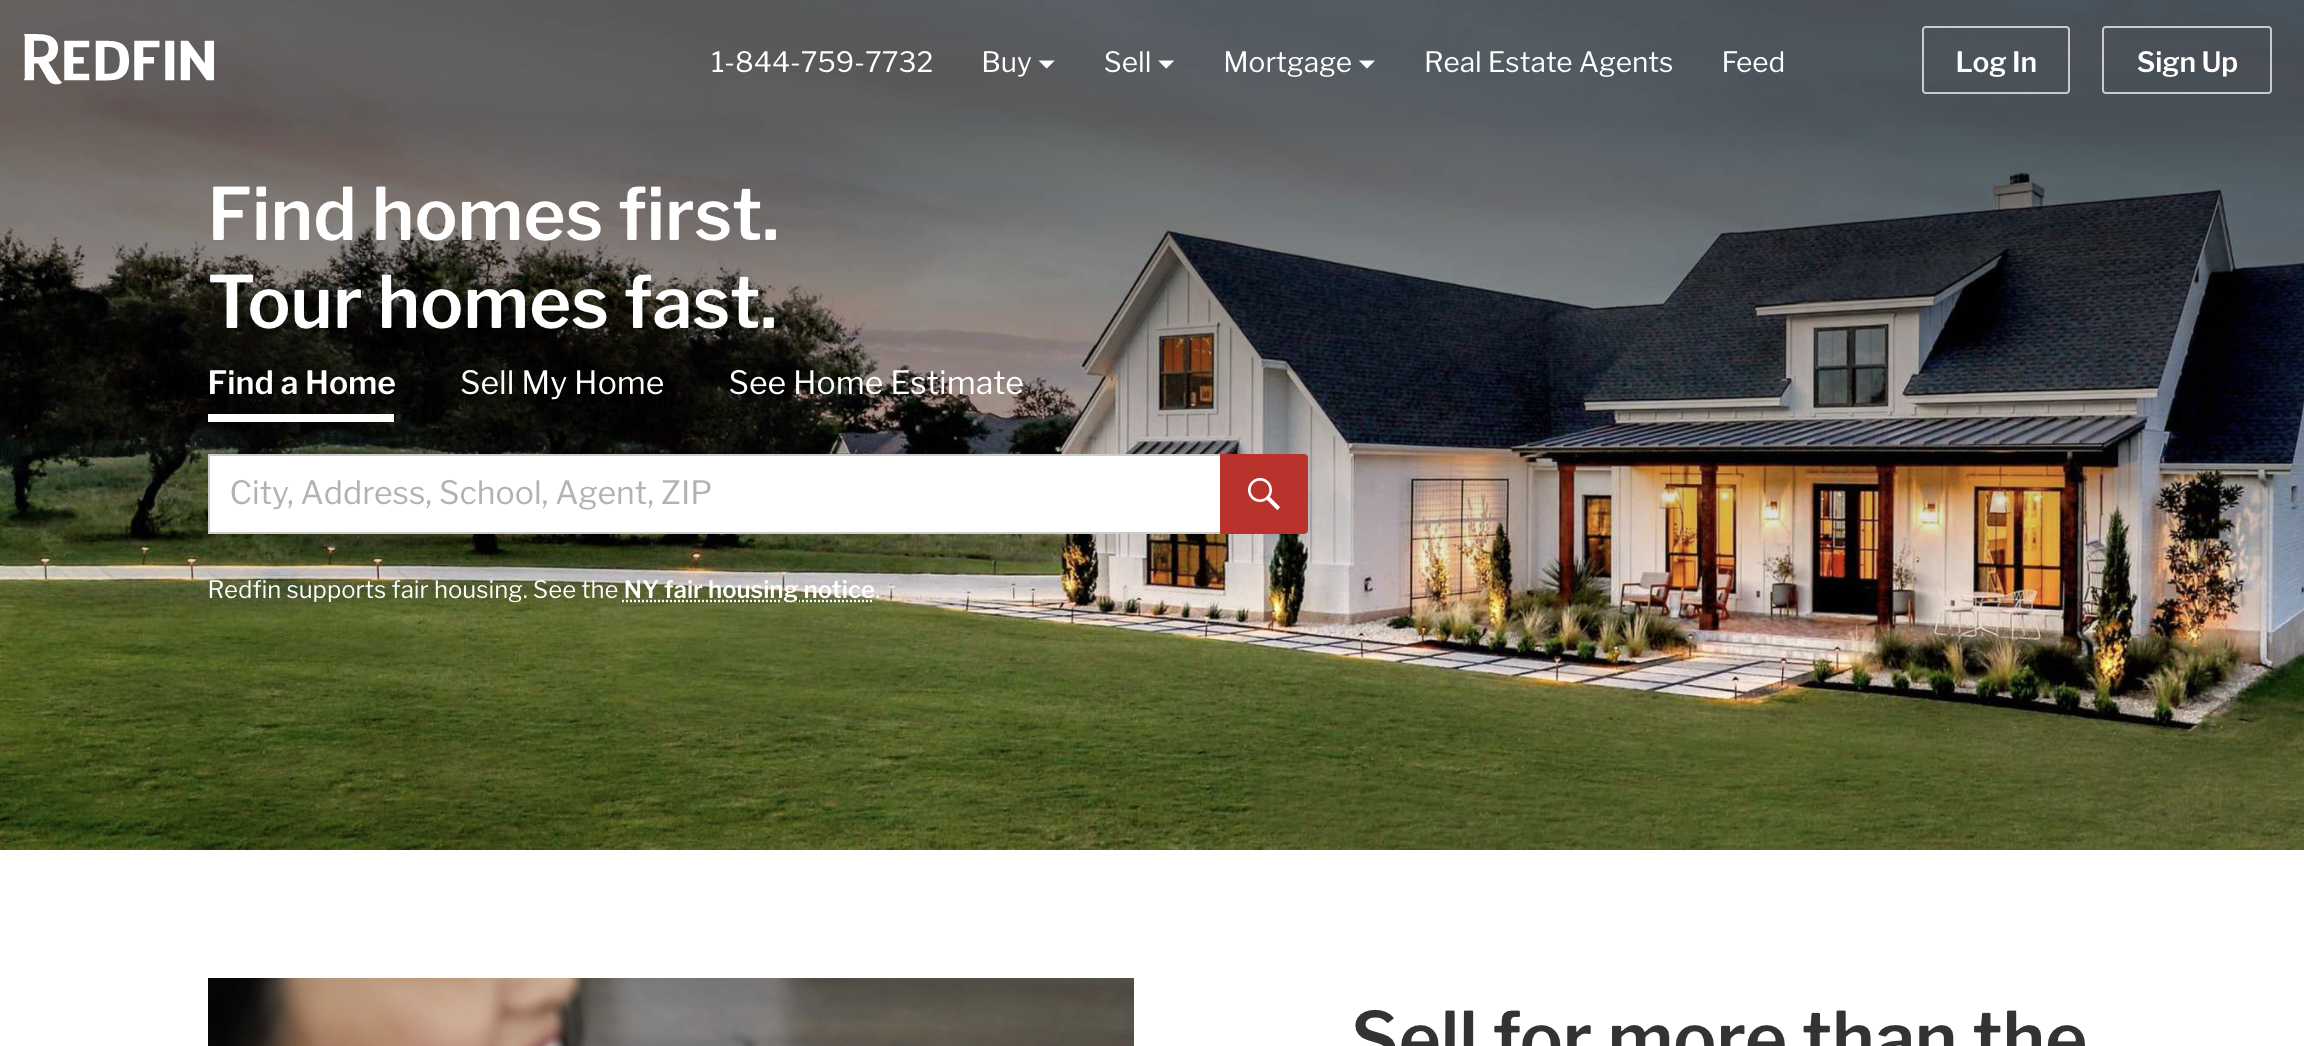 REDFIN
1-844-759-7732 Buy Sell Mortgage Real Estate Agents Feed Log In Sign Up
Find homes first.
Tour homes fast.
Find a Home Sell My Home See Home Estimate
City, Address, School, Agent, ZIP
Redfin supports fair housing. See the NY fair housing notice.
Sell for more than the